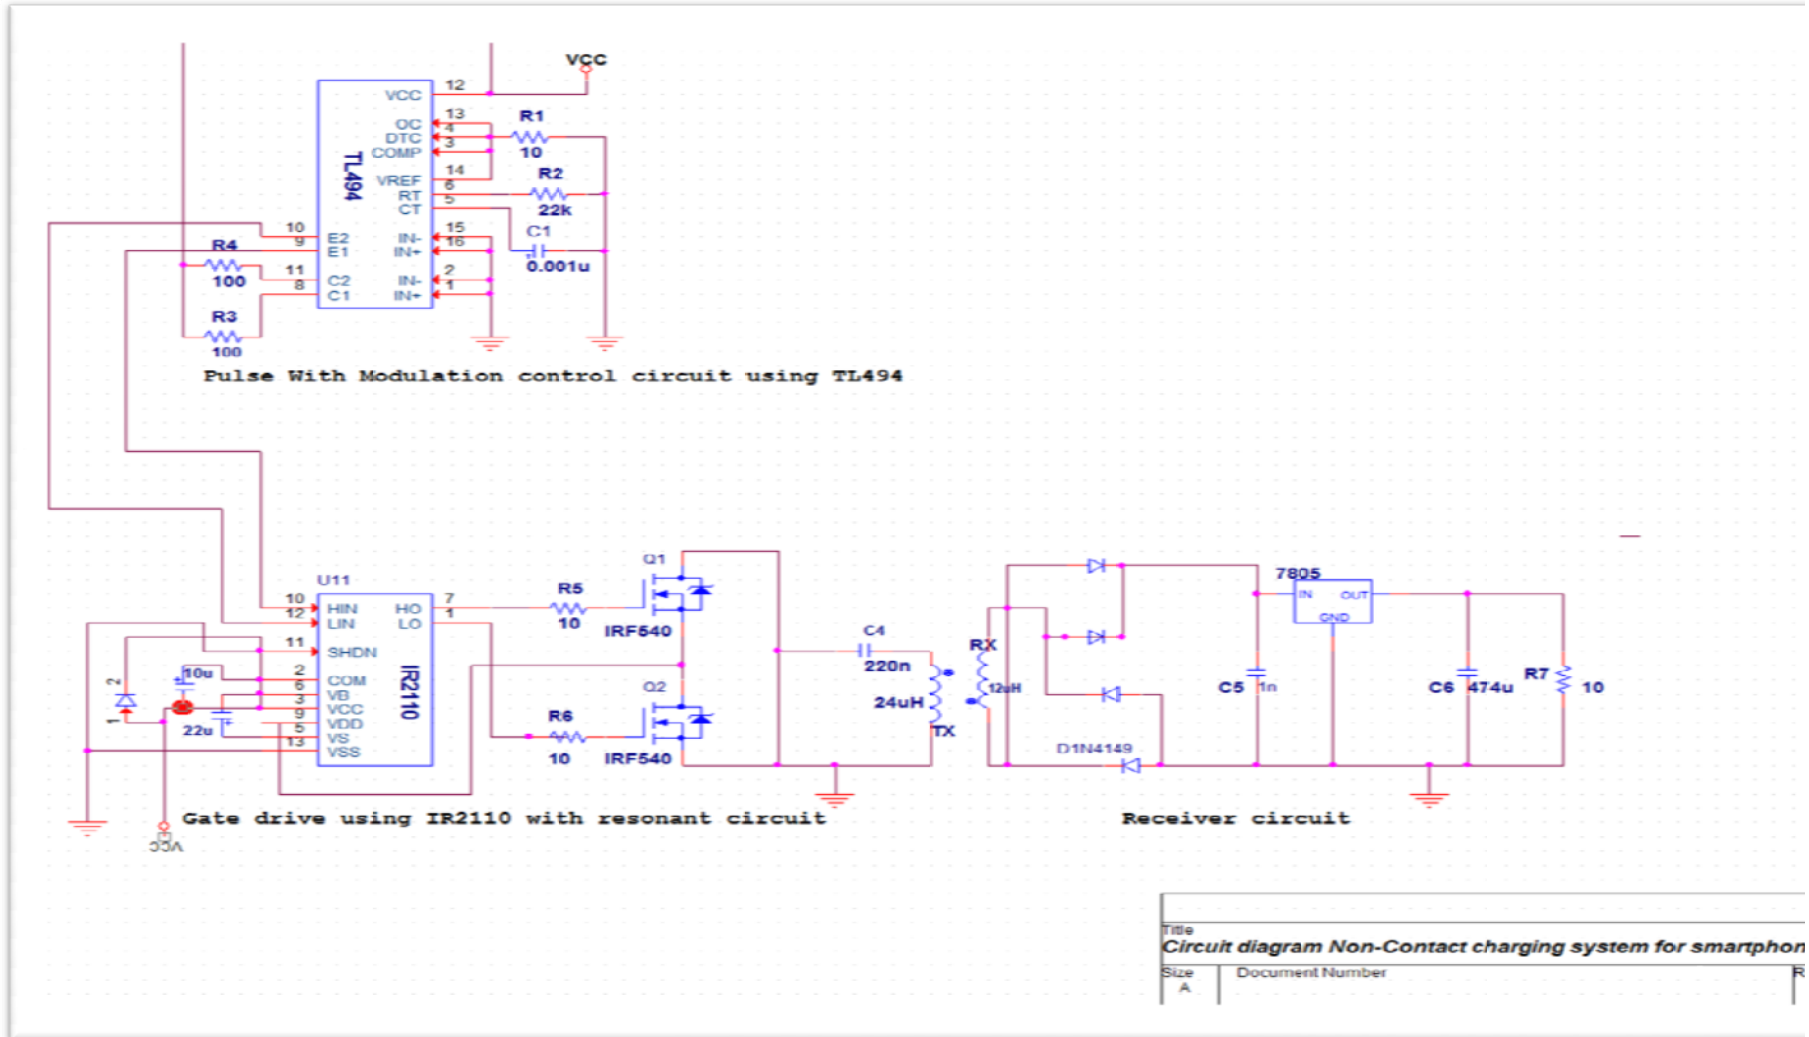 VCC
12
VCC
13
OC
R1
4
DTC
3
COMP
10
14
R2
VREF
6
RT
5
CT
22k
TL494
10
E2
IN-
15
C1
9
E1
IN+
16
R4
0.001u
11
C2
IN-
2
100
8
C1
IN+
1
R3
100
Pulse With Modulation control circuit using TL494
U11
Q1
10
HIN
HO
7
R5
12
LIN
LO
1
10
IRF540
11
SHDN
IR2110
2
COM
6
VB
3
VCC
9
VDD
5
VS
13
VSS
10u
22u
2
1
VCC
Q2
R6
10
IRF540
C4
220n
24uH
TX
RX
12uH
D1N4149
7805
IN
OUT
GND
C5
1n
C6
474u
R7
10
Gate drive using IR2110 with resonant circuit
Receiver circuit
Title
Circuit diagram Non-Contact charging system for smartphon
Size
Document Number
R
A